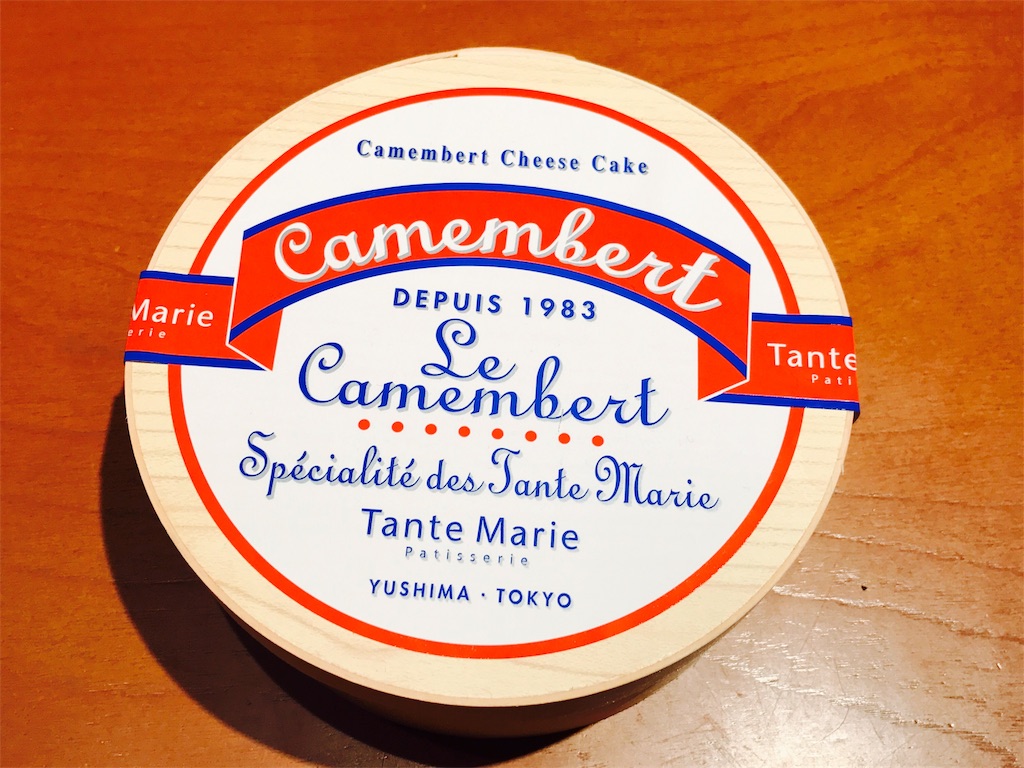 Camembert Cheese Cake
Camembert
Marie
Tante
DEPUIS 1983
Le
Camembert
Spécialité des Tante Marie
Tante Marie
Patisserie
YUSHIMA · TOKYO